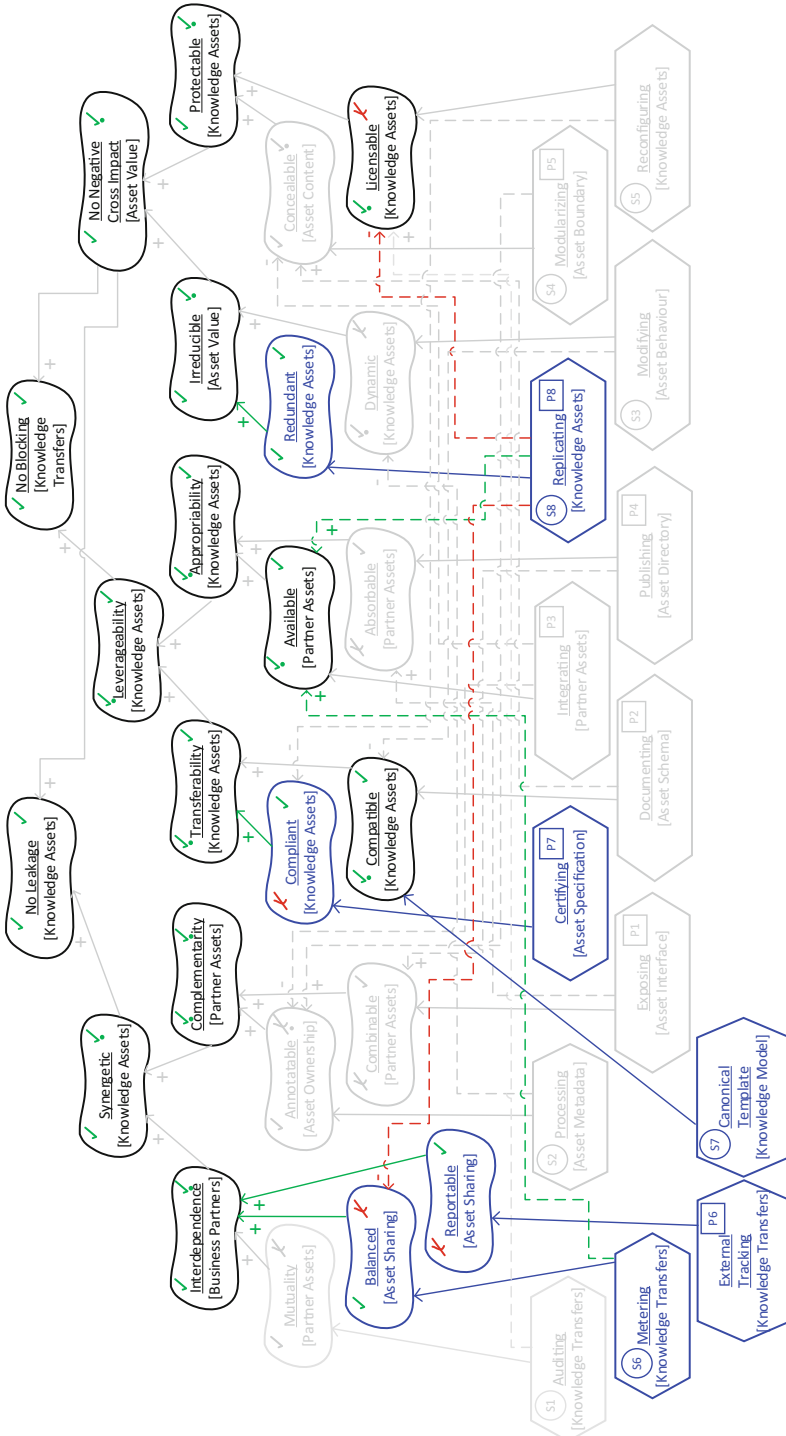 No Leakage
[Knowledge Assets]
No Blocking
[Knowledge
Transfers]
Synergetic
[Knowledge Assets]
Leverageability
[Knowledge Assets]
No Negative
Cross Impact
[Asset Value]
Interdependence
[Business Partners]
Complementarity
[Partner Assets]
Transferability
[Knowledge Assets]
Appropriability
[Knowledge Assets]
Irreducible
[Asset Value]
Protectable
[Knowledge Assets]
Mutuality
[Partner Assets]
Annotatable
[Asset Ownership]
Compliant
[Knowledge Assets]
Available
[Partner Assets]
Redundant
[Knowledge Assets]
Concealable
[Asset Content]
Balanced
[Asset Sharing]
Combinable
[Partner Assets]
Compatible
[Knowledge Assets]
Absorbable
[Partner Assets]
Dynamic
[Knowledge Assets]
Licensable
[Knowledge Assets]
Reportable
[Asset Sharing]
S1 Auditing
[Knowledge Transfers]
S2 Processing
[Asset Metadata]
Certifying P7
[Asset Specification]
Integrating P3
[Partner Assets]
S8 Replicating P8
[Knowledge Assets]
S4 Modularizing P5
[Asset Boundary]
S6 Metering
[Knowledge Transfers]
Exposing P1
[Asset Interface]
Documenting P2
[Asset Schema]
Publishing P4
[Asset Directory]
S3 Modifying
[Asset Behaviour]
S5 Reconfiguring
[Knowledge Assets]
External P6
Tracking
[Knowledge Transfers]
S7 Canonical
Template
[Knowledge Model]